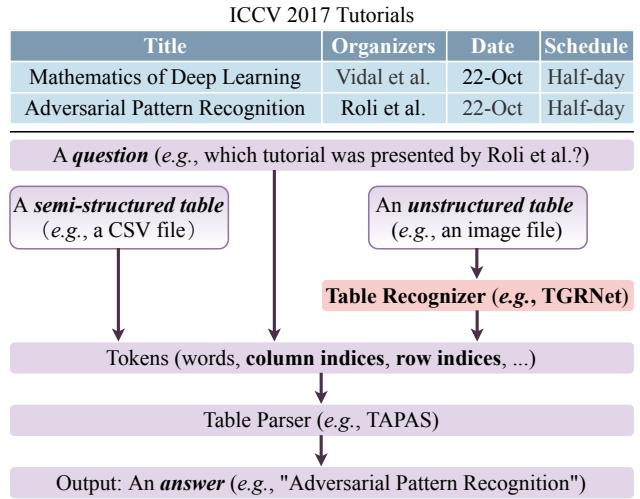 ICCV 2017 Tutorials
Title Organizers Date Schedule
Mathematics of Deep Learning Vidal et al. 22-Oct Half-day
Adversarial Pattern Recognition Roli et al. 22-Oct Half-day
A question (e.g., which tutorial was presented by Roli et al.?)
A semi-structured table
(e.g., a CSV file)
An unstructured table
(e.g., an image file)
Table Recognizer (e.g., TGRNet)
Tokens (words, column indices, row indices, ...)
Table Parser (e.g., TAPAS)
Output: An answer (e.g., "Adversarial Pattern Recognition")